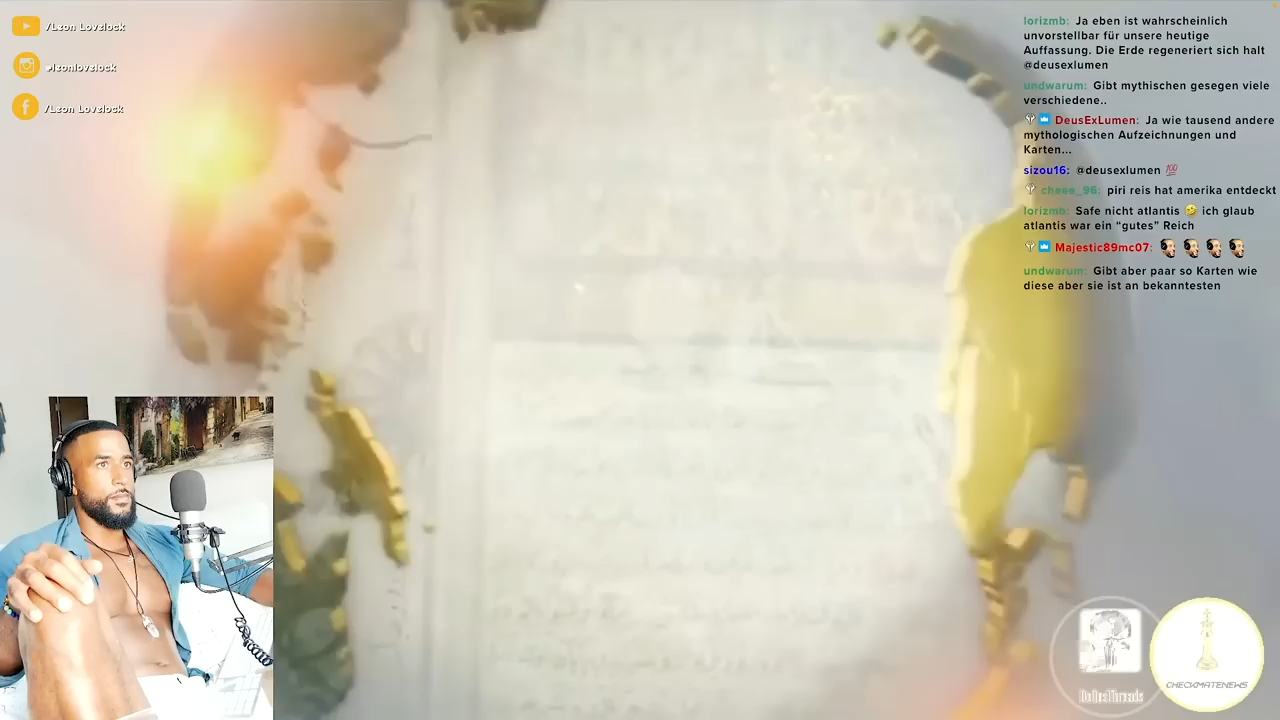 /Leon Lovelock
@leonlovelock
/Leon Lovelock
lorizmb: Ja eben ist wahrscheinlich
unvorstellbar für unsere heutige
Auffassung. Die Erde regeneriert sich halt
@deusexlumen
undwarum: Gibt mythischen gesegen viele
verschiedene..
DeusExLumen: Ja wie tausend andere
mythologischen Aufzeichnungen und
Karten...
sizou16: @deusexlumen 💯
cheee_96: piri reis hat amerika entdeckt
lorizmb: Safe nicht atlantis 🤣 ich glaub
atlantis war ein “gutes” Reich
Majestic89mc07:
undwarum: Gibt aber paar so Karten wie
diese aber sie ist an bekanntesten
CHECKMATENEWS